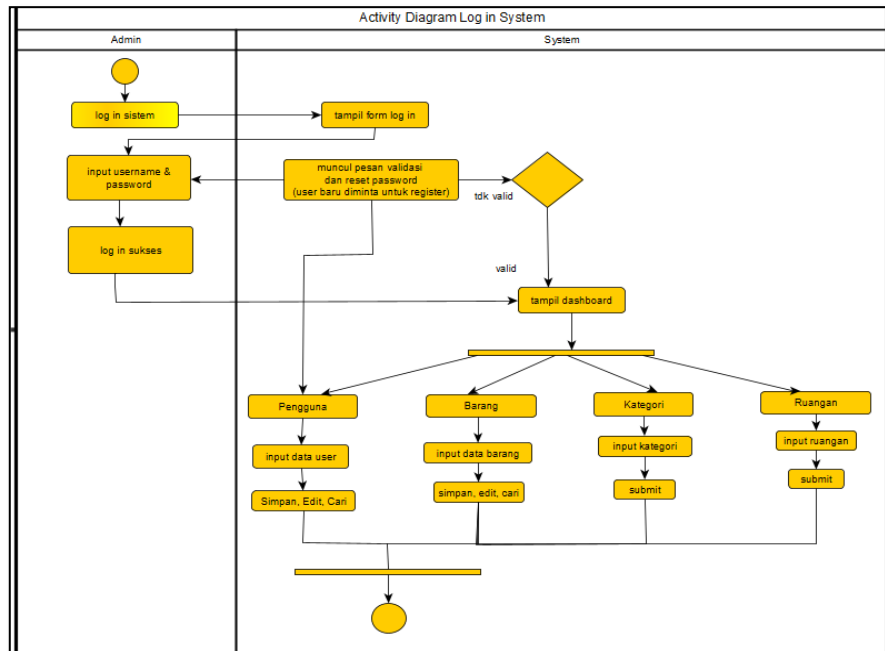 Activity Diagram Log in System
Admin
System
log in sistem
tampil form log in
input username &
password
muncul pesan validasi
dan reset password
(user baru diminta untuk register)
tdk valid
log in sukses
valid
tampil dashboard
Pengguna
Barang
Kategori
Ruangan
input data user
input data barang
input kategori
input ruangan
Simpan, Edit, Cari
simpan, edit, cari
submit
submit